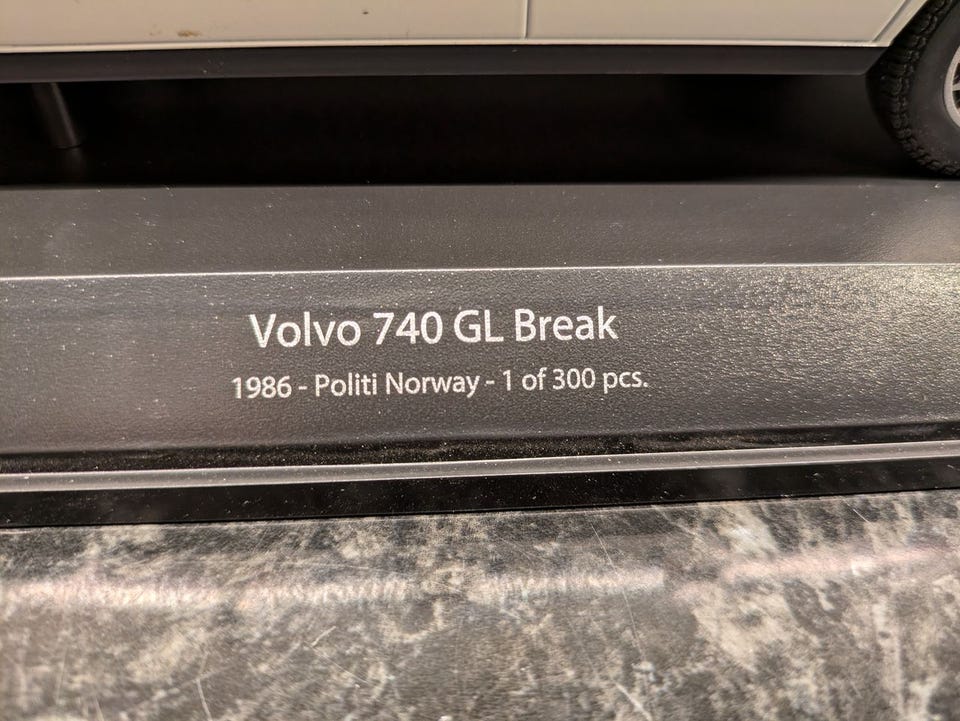 Volvo 740 GL Break
1986 - Politi Norway - 1 of 300 pcs.